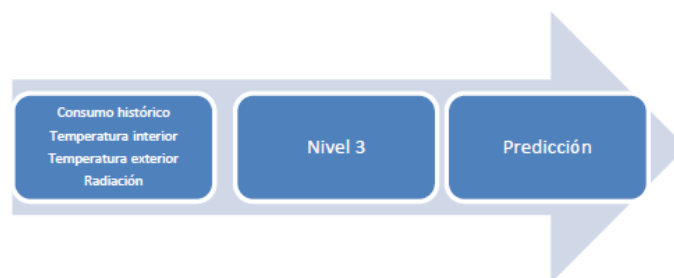 Consumo histórico
Temperatura interior
Temperatura exterior
Radiación
Nivel 3
Predicción